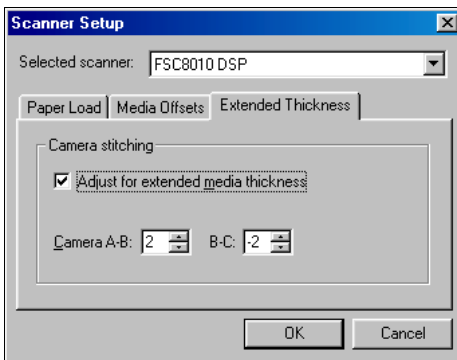 Scanner Setup
Selected scanner: FSC8010 DSP
Paper Load Media Offsets Extended Thickness
Camera stitching
Adjust for extended media thickness
Camera A-B: 2 B-C: -2
OK Cancel